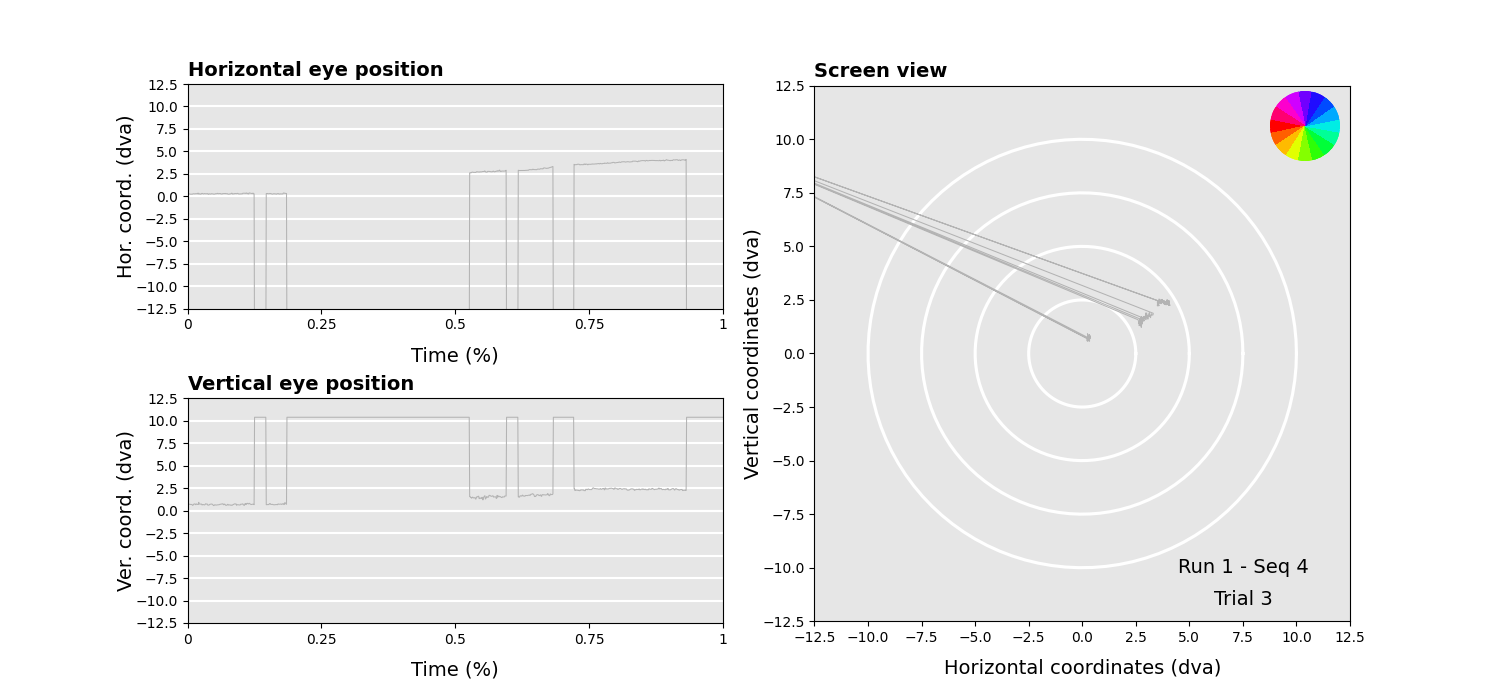 Horizontal eye position
Hor. coord. (dva)
12.5
10.0
7.5
5.0
2.5
0.0
−2.5
−5.0
−7.5
−10.0
−12.5
0 0.25 0.5 0.75 1
Time (%)
Vertical eye position
Ver. coord. (dva)
12.5
10.0
7.5
5.0
2.5
0.0
−2.5
−5.0
−7.5
−10.0
−12.5
0 0.25 0.5 0.75 1
Time (%)
Screen view
Vertical coordinates (dva)
12.5
10.0
7.5
5.0
2.5
0.0
−2.5
−5.0
−7.5
−10.0
−12.5
Run 1 - Seq 4
Trial 3
−12.5 −10.0 −7.5 −5.0 −2.5 0.0 2.5 5.0 7.5 10.0 12.5
Horizontal coordinates (dva)